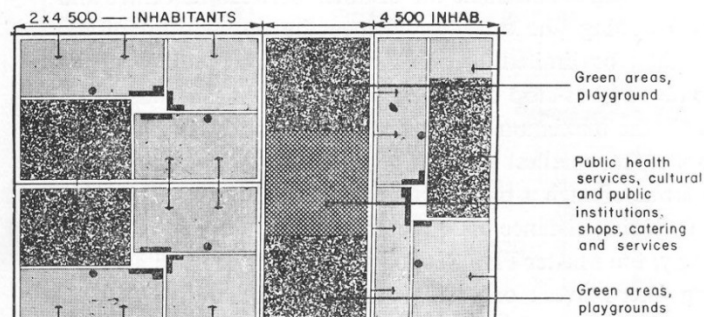 2 x 4 500 — INHABITANTS
4 500 INHAB.
Green areas,
playground
Public health
services, cultural
and public
institutions,
shops, catering
and services
Green areas,
playgrounds